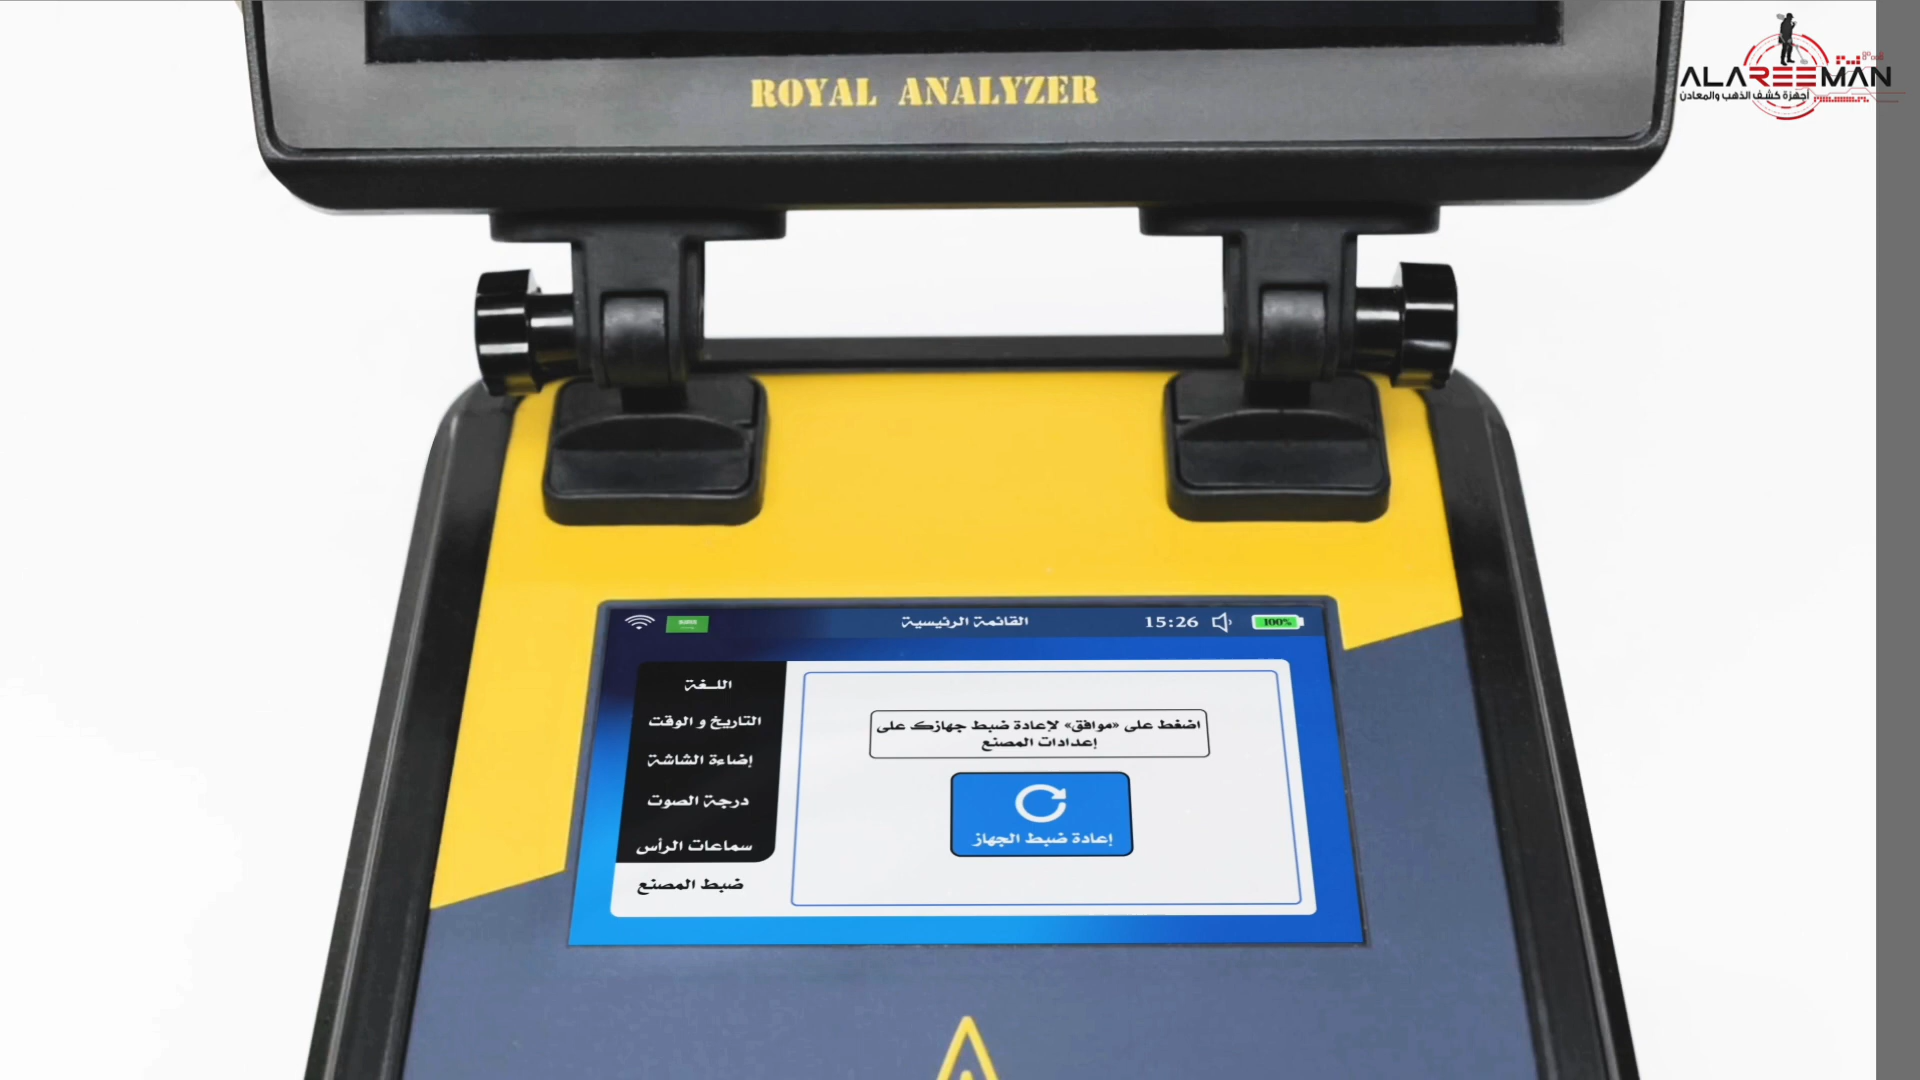 ROYAL ANALYZER
ALAREEMAN
أجهزة كشف الذهب والمعادن
القائمة الرئيسية
15:26
100%
اللغة
التاريخ و الوقت
إضاءة الشاشة
درجة الصوت
سماعات الرأس
ضبط المصنع
اضغط على «موافق» لإعادة ضبط جهازك على
إعدادات المصنع
إعادة ضبط الجهاز